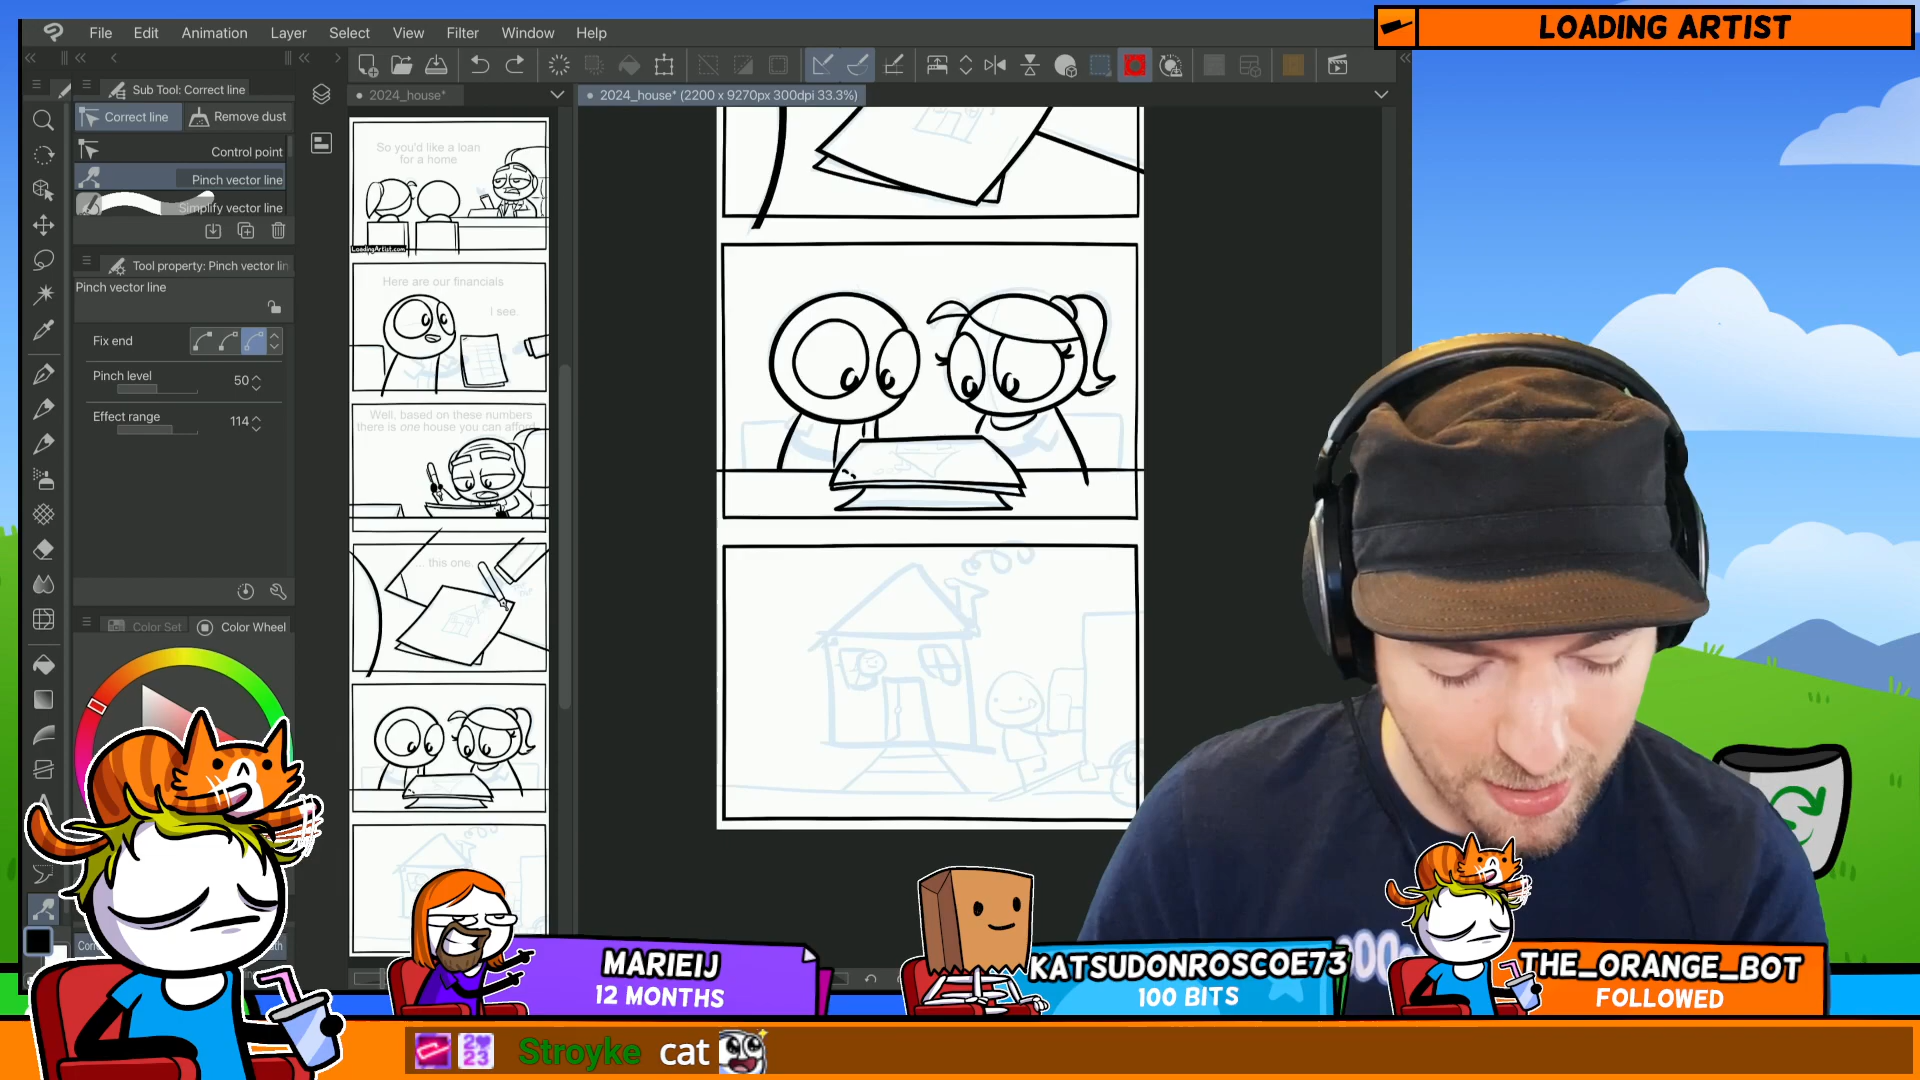 LOADING ARTIST
File Edit Animation Layer Select View Filter Window Help
Sub Tool: Correct line
Correct line
Remove dust
Control point
Pinch vector line
Simplify vector line
Tool property: Pinch vector lin
Pinch vector line
Fix end
Pinch level 50
Effect range 114
Color Set
Color Wheel
2024_house*
2024_house* (2200 x 9270px 300dpi 33.3%)
So you'd like a loan
for a home
LoadingArtist.com
Here are our financials
I see.
Well, based on these numbers
there is one house you can afford
... this one.
MARIEIJ
12 MONTHS
KATSUDONROSCOE73
100 BITS
THE_ORANGE_BOT
FOLLOWED
2023
Stroyke cat